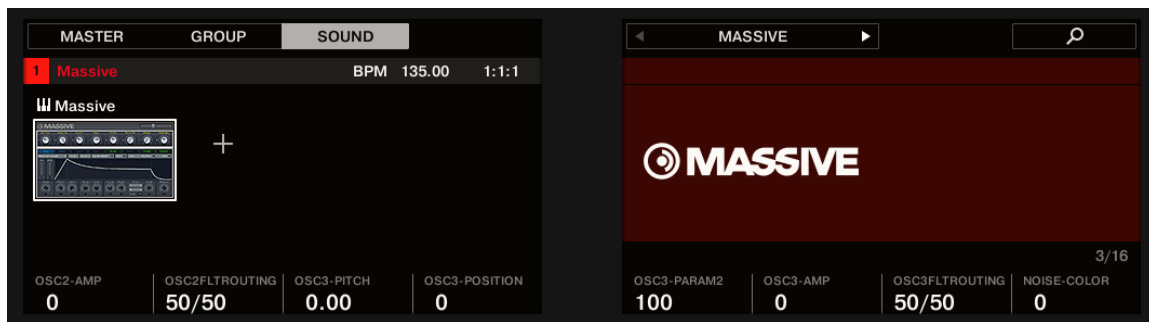 MASTER GROUP SOUND
1 Massive BPM 135.00 1:1:1
Massive
MASSIVE
OSC2-AMP OSC2FLTROUTING OSC3-PITCH OSC3-POSITION
0 50/50 0.00 0
MASSIVE
MASSIVE
3/16
OSC3-PARAM2 OSC3-AMP OSC3FLTROUTING NOISE-COLOR
100 0 50/50 0